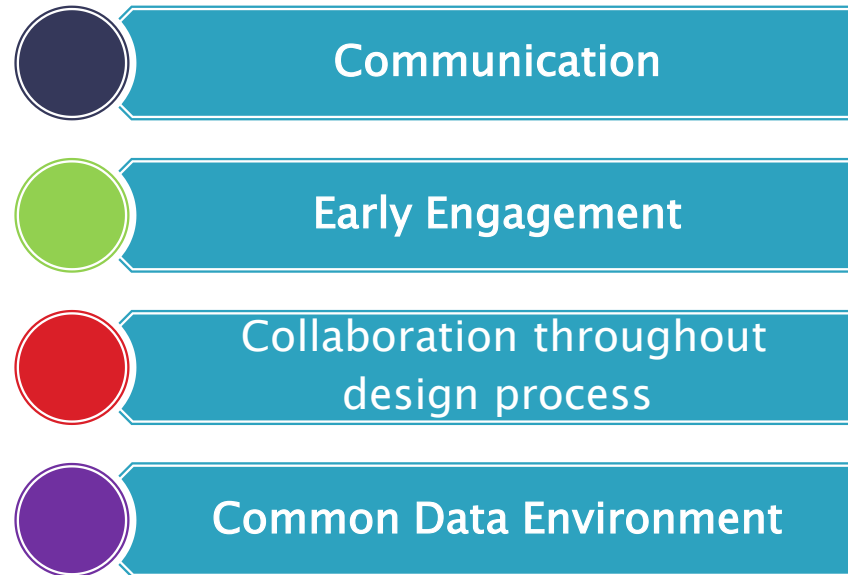 Communication
Early Engagement
Collaboration throughout
design process
Common Data Environment